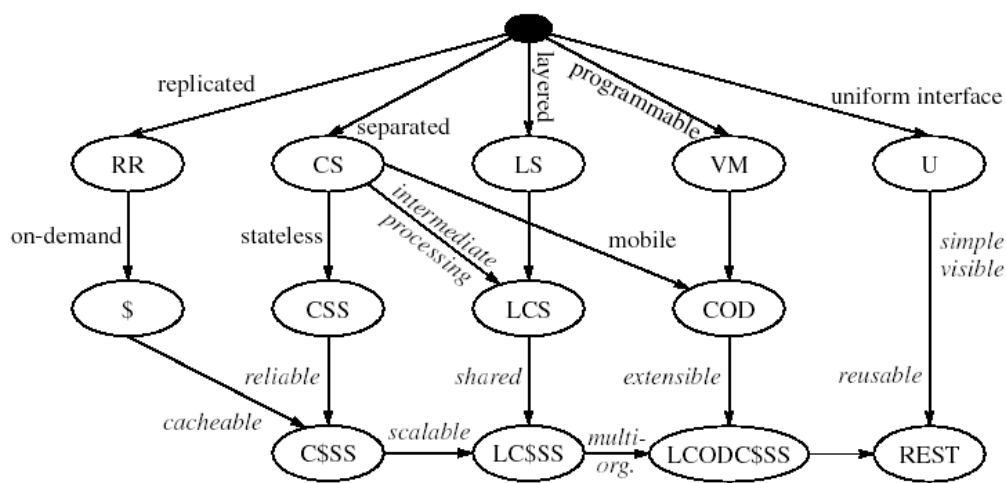 replicated
layered
programmable
uniform interface
separated
RR
CS
LS
VM
U
on-demand
stateless
intermediate
processing
mobile
simple
visible
$
CSS
LCS
COD
reliable
shared
extensible
reusable
cacheable
scalable
multi-
org.
C$SS
LC$SS
LCODC$SS
REST